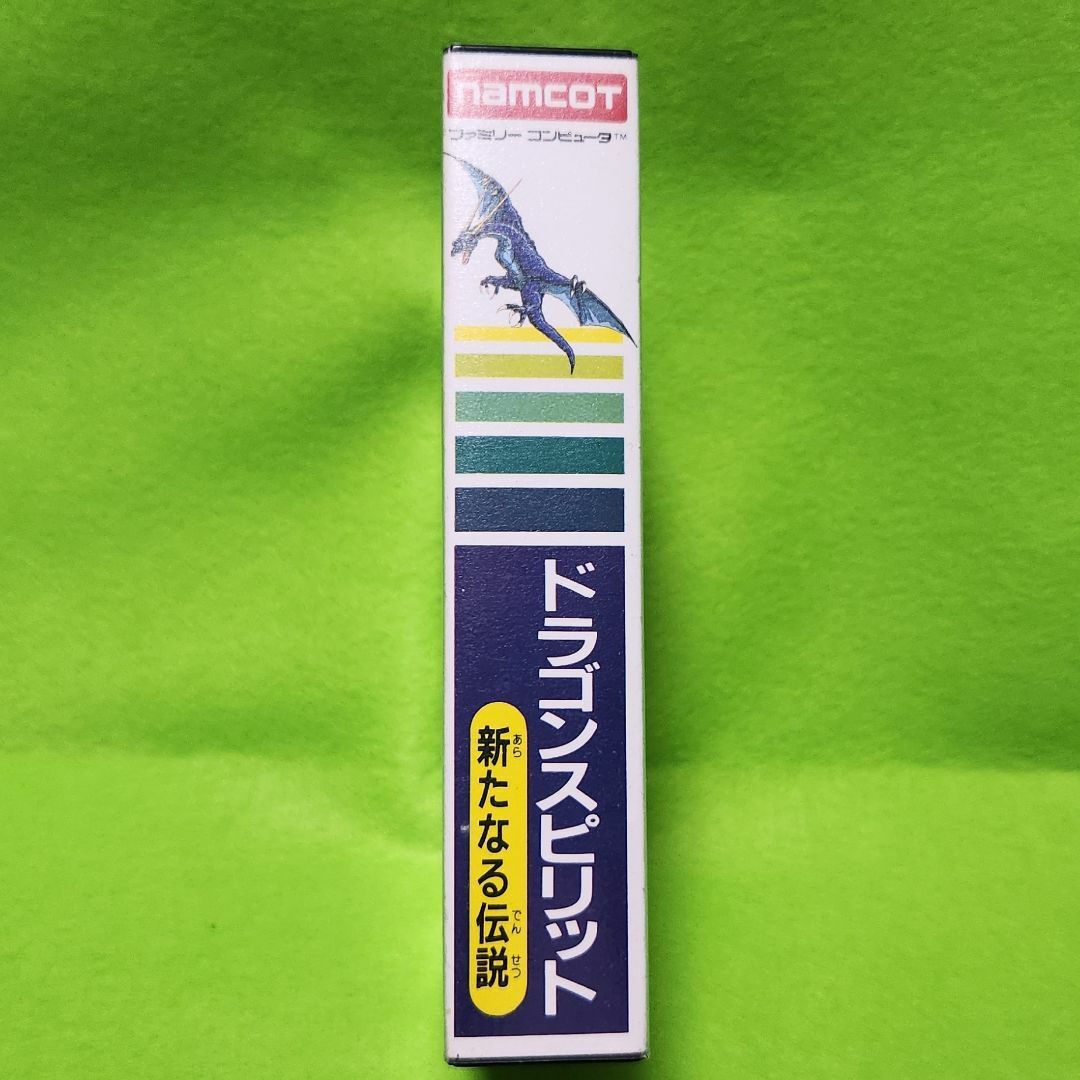 namcoT
ファミリー コンピュータ™
ドラゴンスピリット
新たなる伝説
あら
でん
せつ